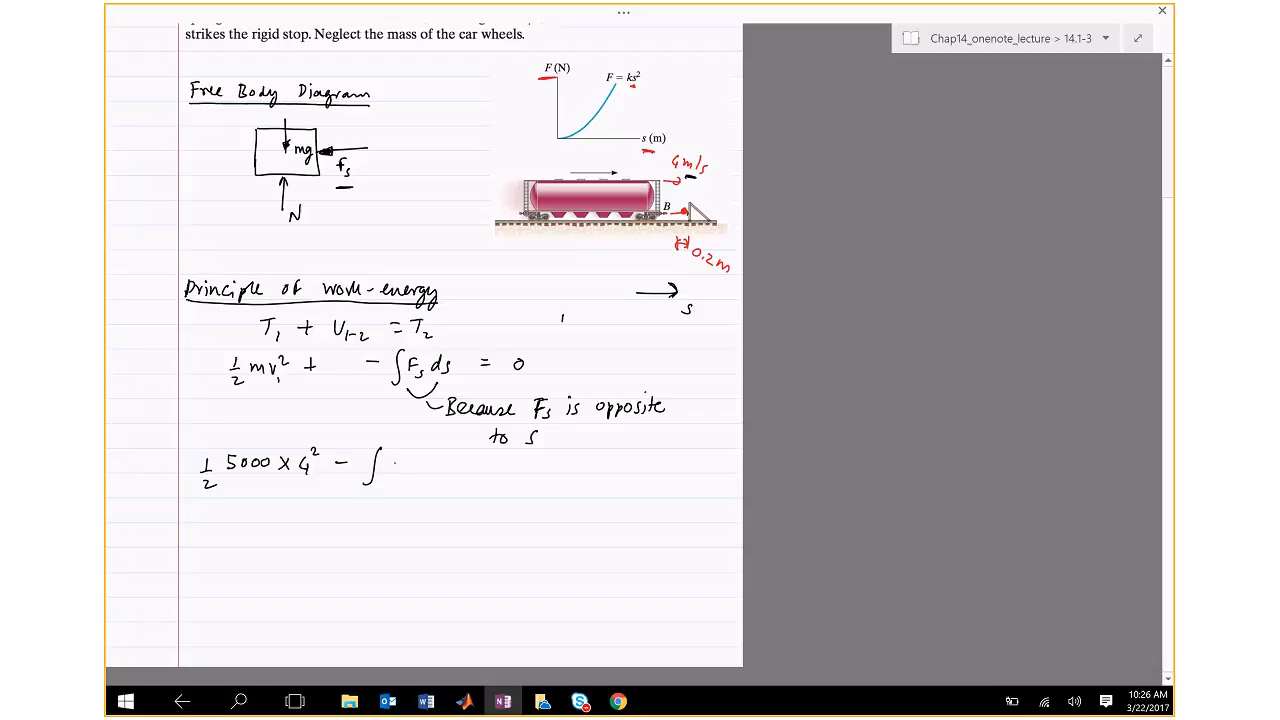 ...
Chap14_onenote_lecture > 14.1-3
strikes the rigid stop. Neglect the mass of the car wheels.
Free Body Diagram
mg
Fs
N
F (N)
F = ks²
s (m)
4 m/s
B
0.2m
Principle of work-energy
s
T₁ + U₁₋₂ = T₂
1/2 mv₁² + - ∫ Fs ds = 0
Because Fs is opposite
to s
1/2 5000 × 4² - ∫
10:26 AM
3/22/2017